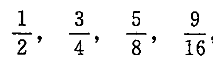 1/2, 3/4, 5/8, 9/16,